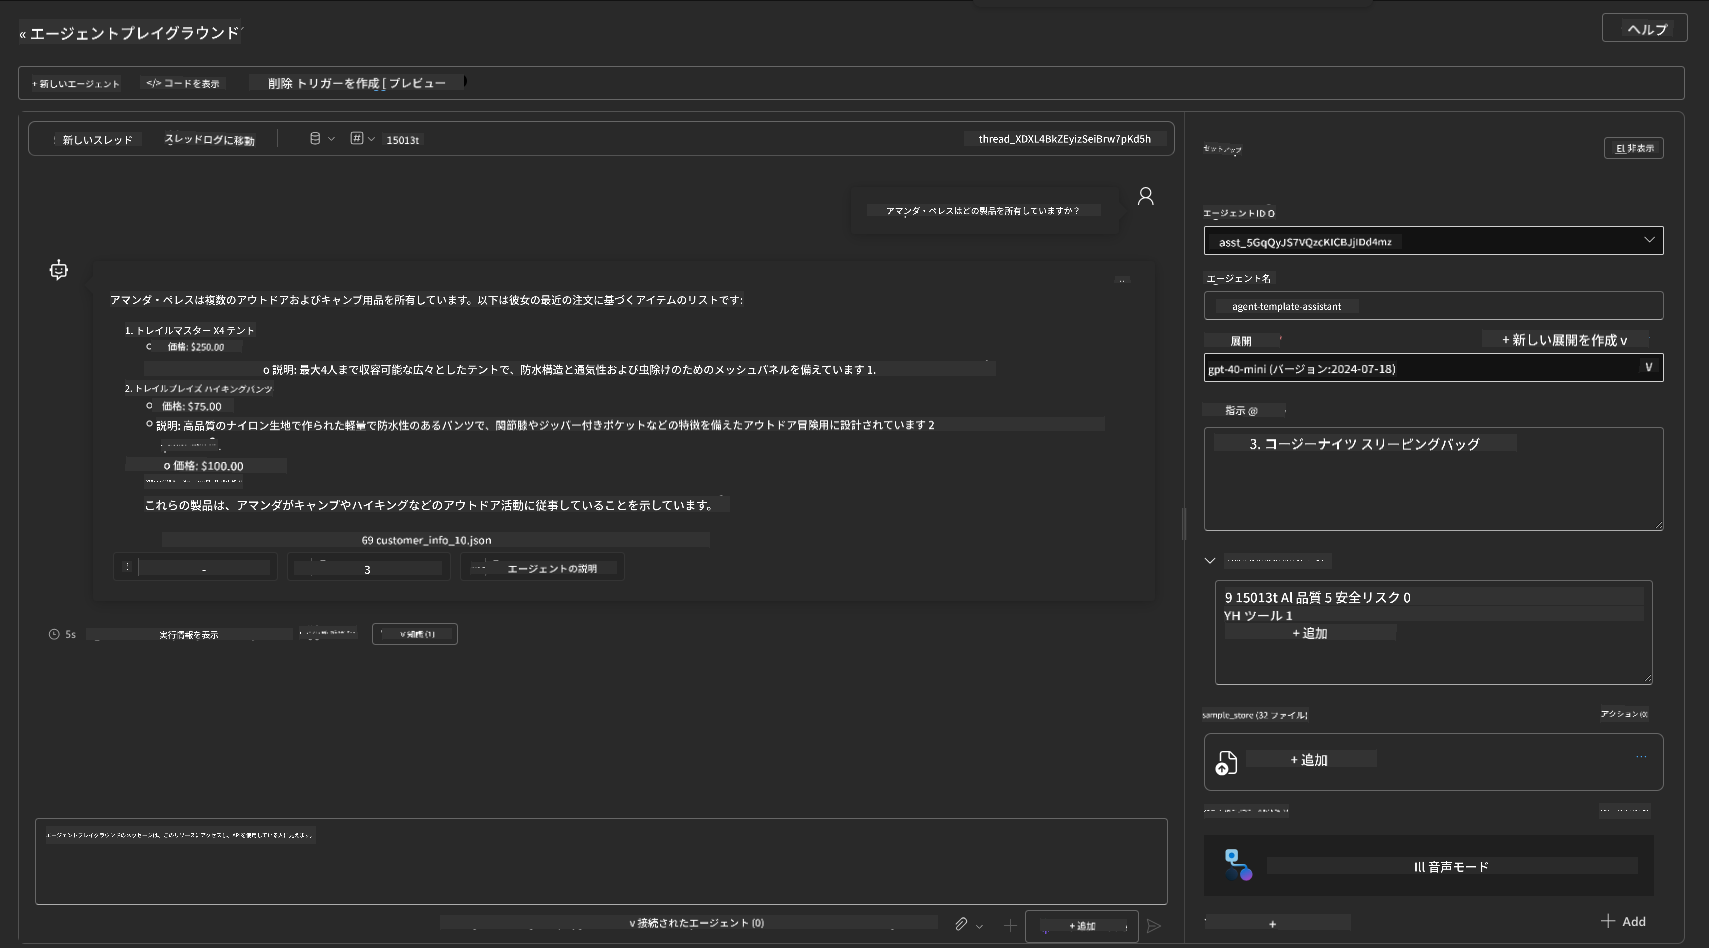 « エージェントプレイグラウンド
ヘルプ
+ 新しいエージェント
</> コードを表示
削除 トリガーを作成 [ プレビュー
新しいスレッド
スレッドログに移動
15013t
thread_XDXL4BkZEyizSeiBrw7pKd5h
アマンダ・ペレスはどの製品を所有していますか?
アマンダ・ペレスは複数のアウトドアおよびキャンプ用品を所有しています。以下は彼女の最近の注文に基づくアイテムのリストです:
1. トレイルマスター X4 テント
価格: $250.00
o 説明: 最大4人まで収容可能な広々としたテントで、防水構造と通気性および虫除けのためのメッシュパネルを備えています 1.
2. トレイルブレイズ ハイキングパンツ
価格: $75.00
説明: 高品質のナイロン生地で作られた軽量で防水性のあるパンツで、関節膝やジッパー付きポケットなどの特徴を備えたアウトドア冒険用に設計されています 2
o 価格: $100.00
これらの製品は、アマンダがキャンプやハイキングなどのアウトドア活動に従事していることを示しています。
69 customer_info_10.json
-
3
エージェントの説明
5s
実行情報を表示
v 知識 (1)
v 接続されたエージェント (0)
+ 追加
セットアップ
El 非表示
エージェントID O
asst_5GqQyJS7VQzcKICBJjIDd4mz
エージェント名
agent-template-assistant
展開 *
+ 新しい展開を作成 v
gpt-40-mini (バージョン:2024-07-18)
V
指示 @
3. コージーナイツ スリーピングバッグ
9 15013t Al 品質 5 安全リスク 0
YH ツール 1
+ 追加
sample_store (32 ファイル)
アクション (0)
+ 追加
...
Ill 音声モード
+
+ Add